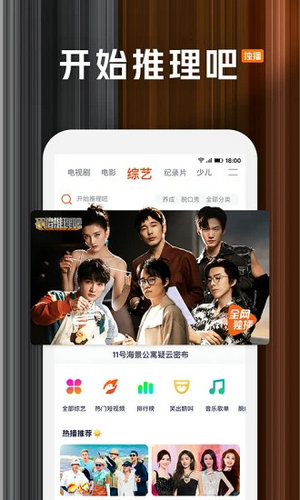 开始推理吧 独播
18:00
电视剧 电影 综艺 纪录片 少儿
开始推理吧 养成 脱口秀 全部分类
开始推理吧
全网
独播
11号海景公寓疑云密布
全部综艺 热门短视频 排行榜 笑出腹肌 音乐歌单 脱
热播推荐